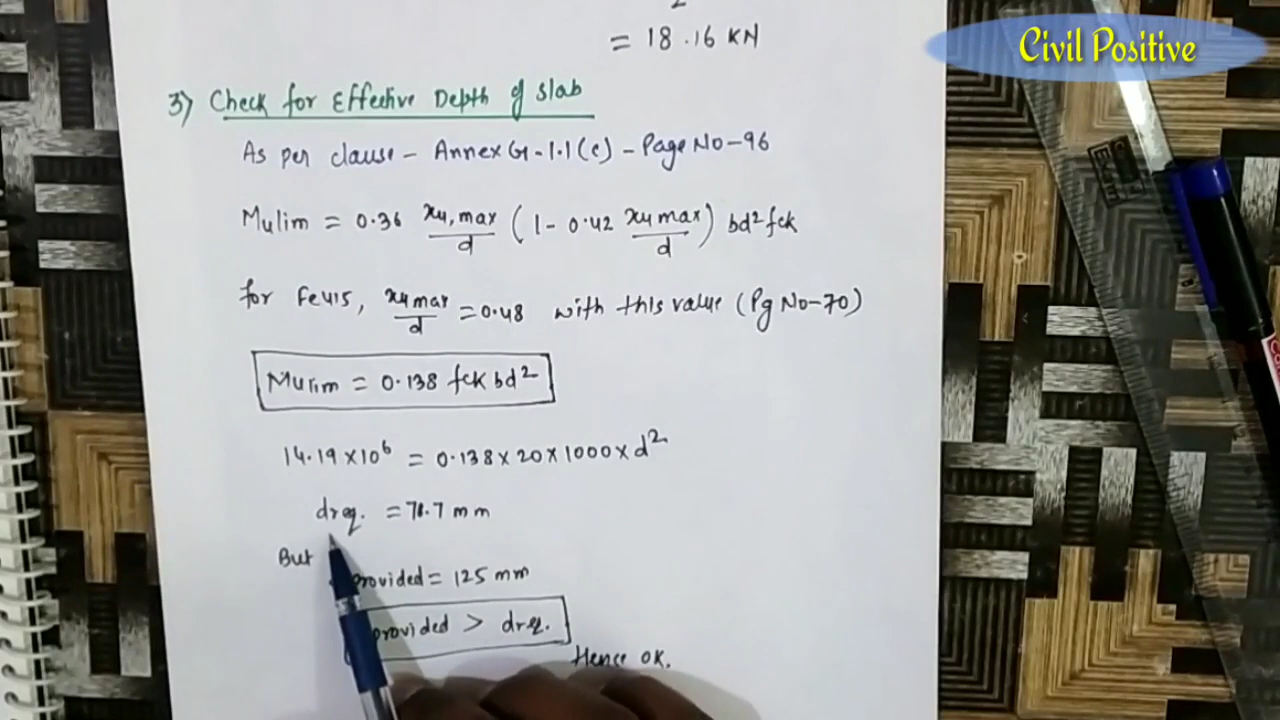 = 18.16 KN
Civil Positive
3) Check for Effective Depth of slab
As per clause - Annex G-1.1(c) - Page No-96
Mulim = 0.36 xu,max/d (1 - 0.42 xu max/d) bd² fck
for Fe415, xu max/d = 0.48 with this value (Pg No-70)
Mulim = 0.138 fck bd²
14.19 x 10⁶ = 0.138 x 20 x 1000 x d²
dreq. = 71.7 mm
But
provided = 125 mm
provided > dreq.
Hence OK.